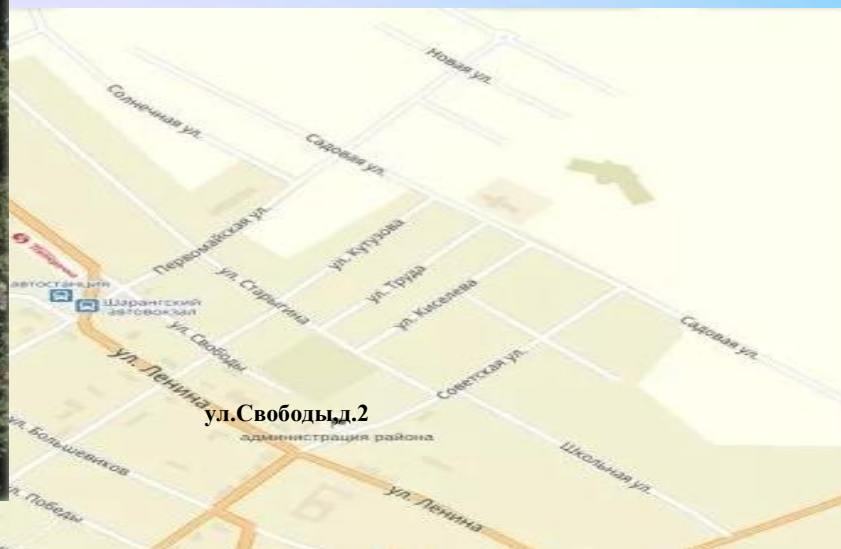 Новая ул.
Солнечная ул.
Садовая ул.
Первомайская ул.
ул. Кутузова
ул. Труда
ул. Старыгина
ул. Киселева
автостанция
Шарангский
автовокзал
ул. Свободы
Садовая ул.
ул. Ленина
Советская ул.
ул.Свободы,д.2
администрация района
ул. Большевиков
Школьная ул.
ул. Победы
ул. Ленина